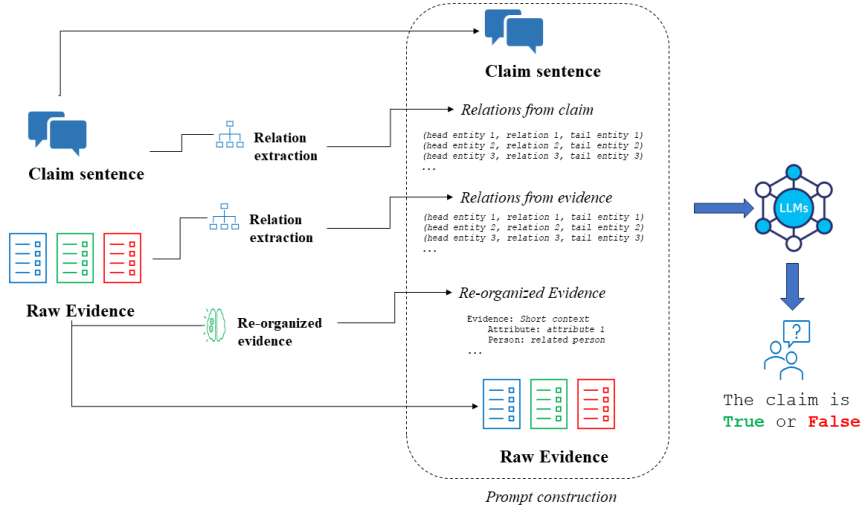 Claim sentence
Relations from claim
(head entity 1, relation 1, tail entity 1)
(head entity 2, relation 2, tail entity 2)
(head entity 3, relation 3, tail entity 3)
...
Relation
extraction
Claim sentence
Relations from evidence
(head entity 1, relation 1, tail entity 1)
(head entity 2, relation 2, tail entity 2)
(head entity 3, relation 3, tail entity 3)
...
Relation
extraction
LLMs
Raw Evidence
Re-organized Evidence
Evidence: Short context
Attribute: attribute 1
Person: related person
...
Re-organized
evidence
?
The claim is
True or False
Raw Evidence
Prompt construction